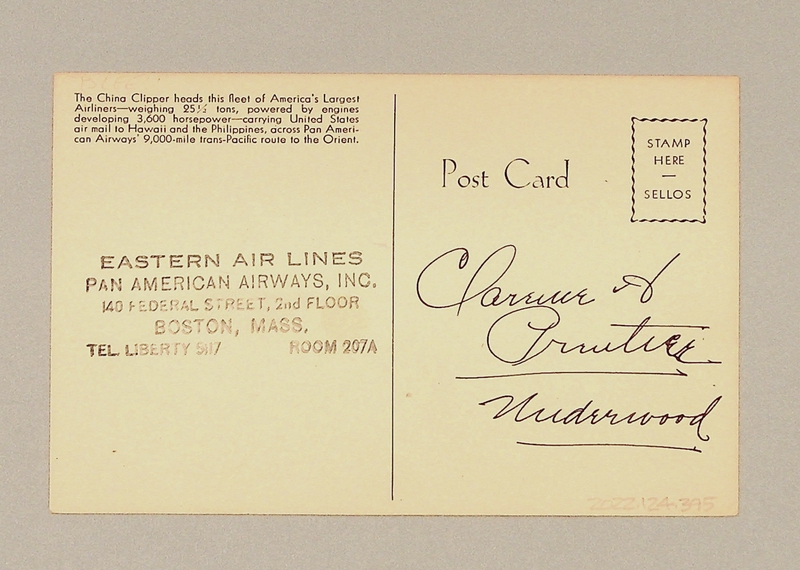 The China Clipper heads this fleet of America's Largest
Airliners—weighing 25½ tons, powered by engines
developing 3,600 horsepower—carrying United States
air mail to Hawaii and the Philippines, across Pan Ameri-
can Airways' 9,000-mile trans-Pacific route to the Orient.
EASTERN AIR LINES
PAN AMERICAN AIRWAYS, INC.
140 FEDERAL STREET, 2nd FLOOR
BOSTON, MASS.
TEL. LIBERTY ROOM 207A
Post Card
STAMP
HERE
—
SELLOS
Clarence A
Underwood
2022.124.395